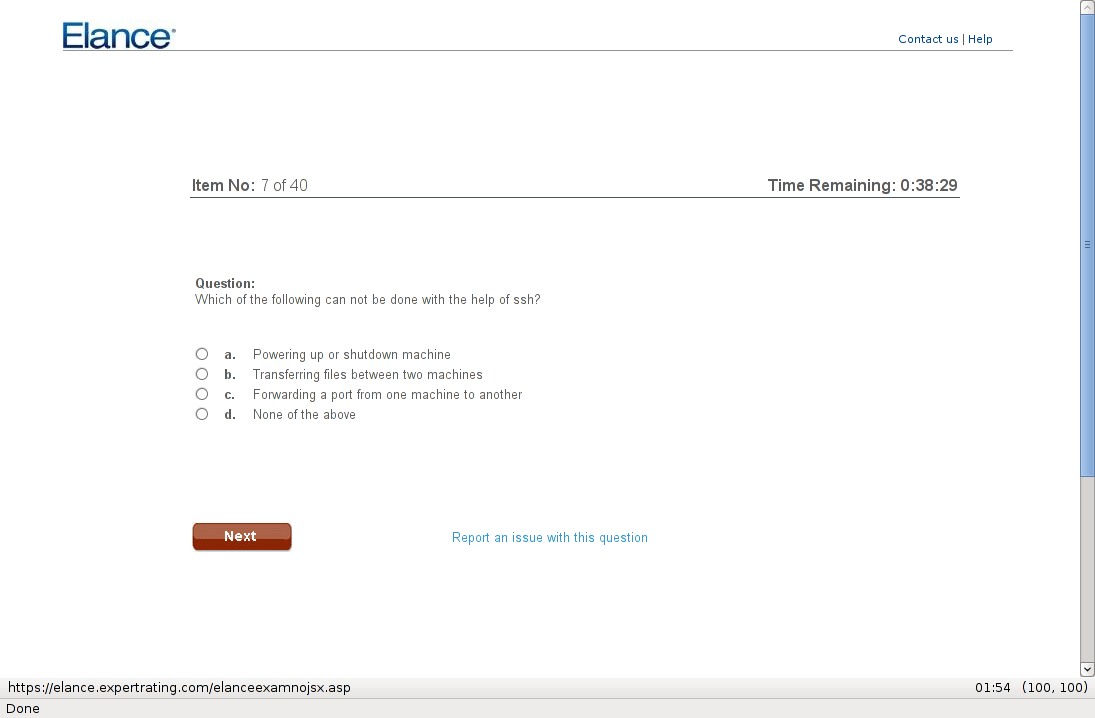 Elance®
Contact us | Help
Item No: 7 of 40 Time Remaining: 0:38:29
Question:
Which of the following can not be done with the help of ssh?
a. Powering up or shutdown machine
b. Transferring files between two machines
c. Forwarding a port from one machine to another
d. None of the above
Next Report an issue with this question
https://elance.expertrating.com/elanceexamnojsx.asp 01:54 (100, 100)
Done